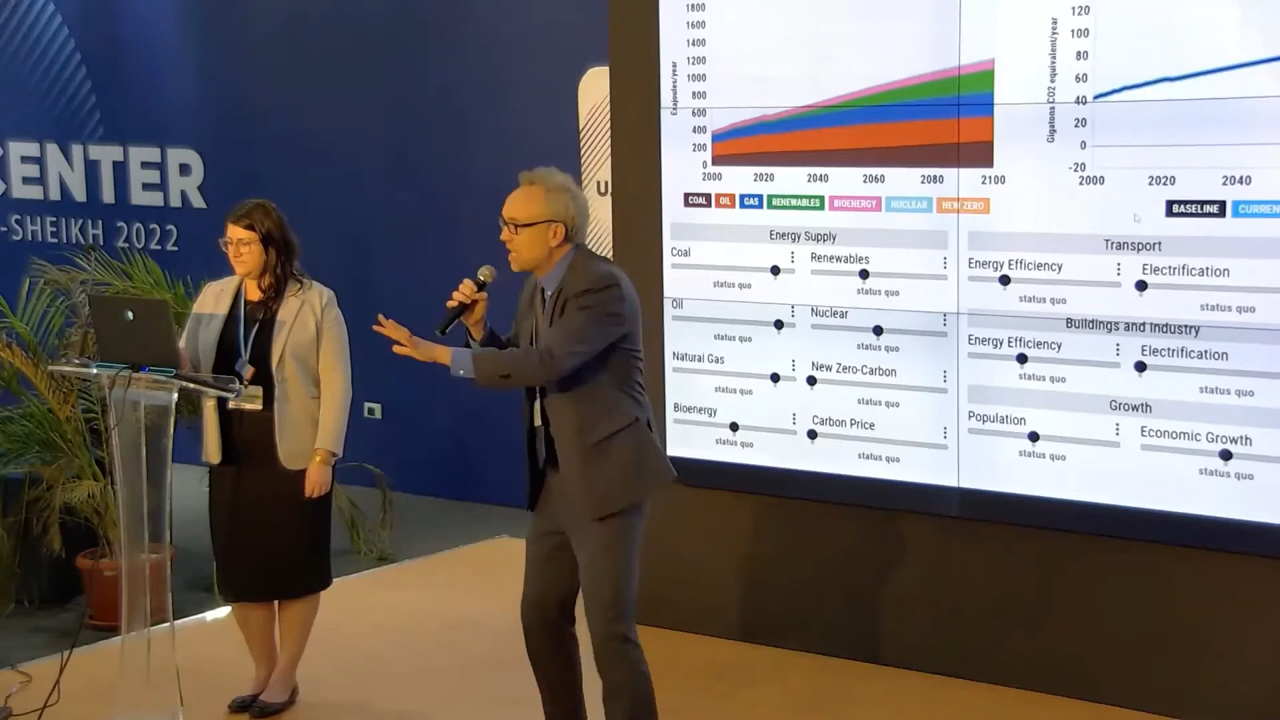 CENTER
-SHEIKH 2022
U.
Exajoules/year
1800
1600
1400
1200
1000
800
600
400
200
0
2000 2020 2040 2060 2080 2100
COAL OIL GAS RENEWABLES BIOENERGY NUCLEAR NEW ZERO
Gigatons CO2 equivalent/year
120
100
80
60
40
20
0
-20
2000 2020 2040
BASELINE CURREN
Energy Supply
Coal
status quo
Renewables
status quo
Oil
status quo
Nuclear
status quo
Natural Gas
status quo
New Zero-Carbon
status quo
Bioenergy
status quo
Carbon Price
status quo
Transport
Energy Efficiency
status quo
Electrification
status quo
Buildings and Industry
Energy Efficiency
status quo
Electrification
status quo
Growth
Population
status quo
Economic Growth
status quo